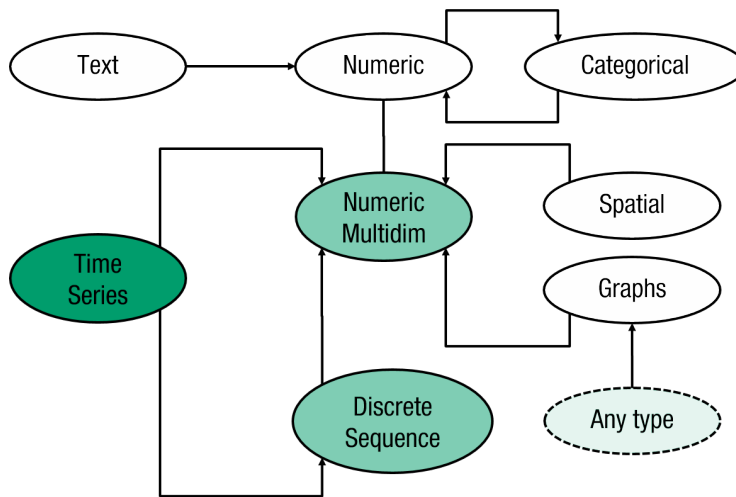 Text
Numeric
Categorical
Numeric
Multidim
Spatial
Time
Series
Graphs
Discrete
Sequence
Any type